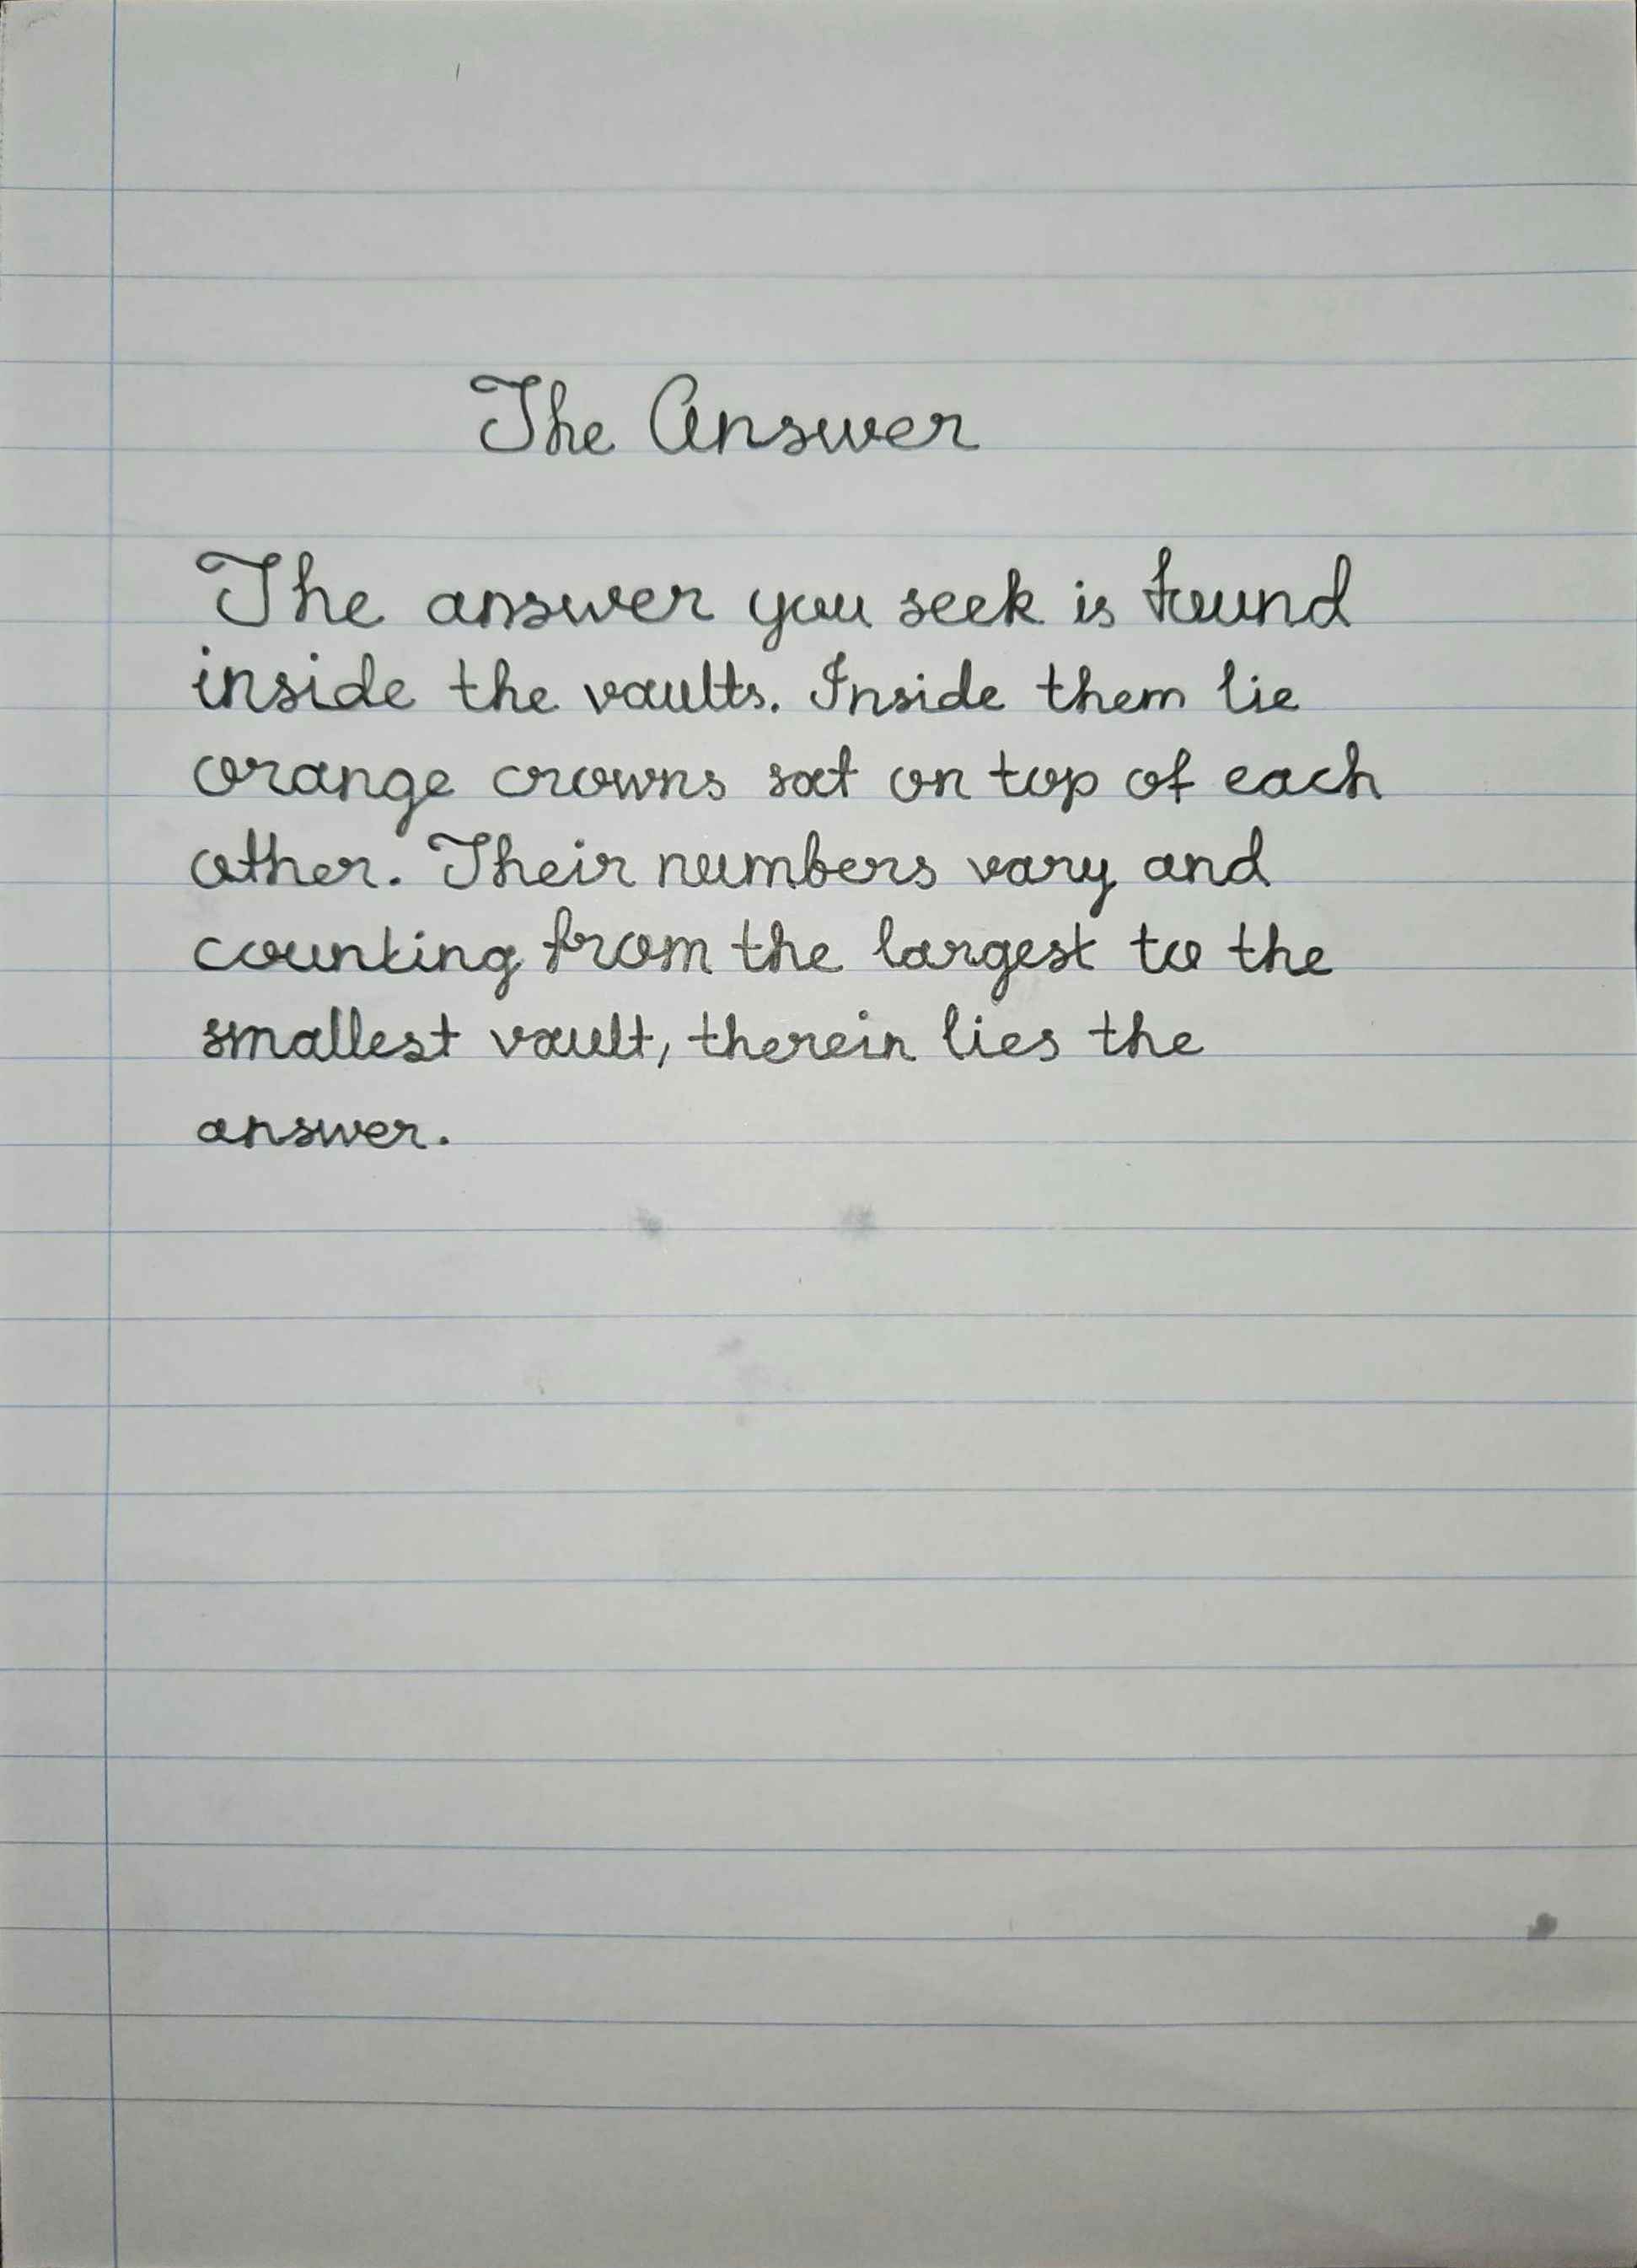 The Answer
The answer you seek is found
inside the vaults. Inside them lie
orange crowns sat on top of each
other. Their numbers vary and
counting from the largest to the
smallest vault, therein lies the
answer.